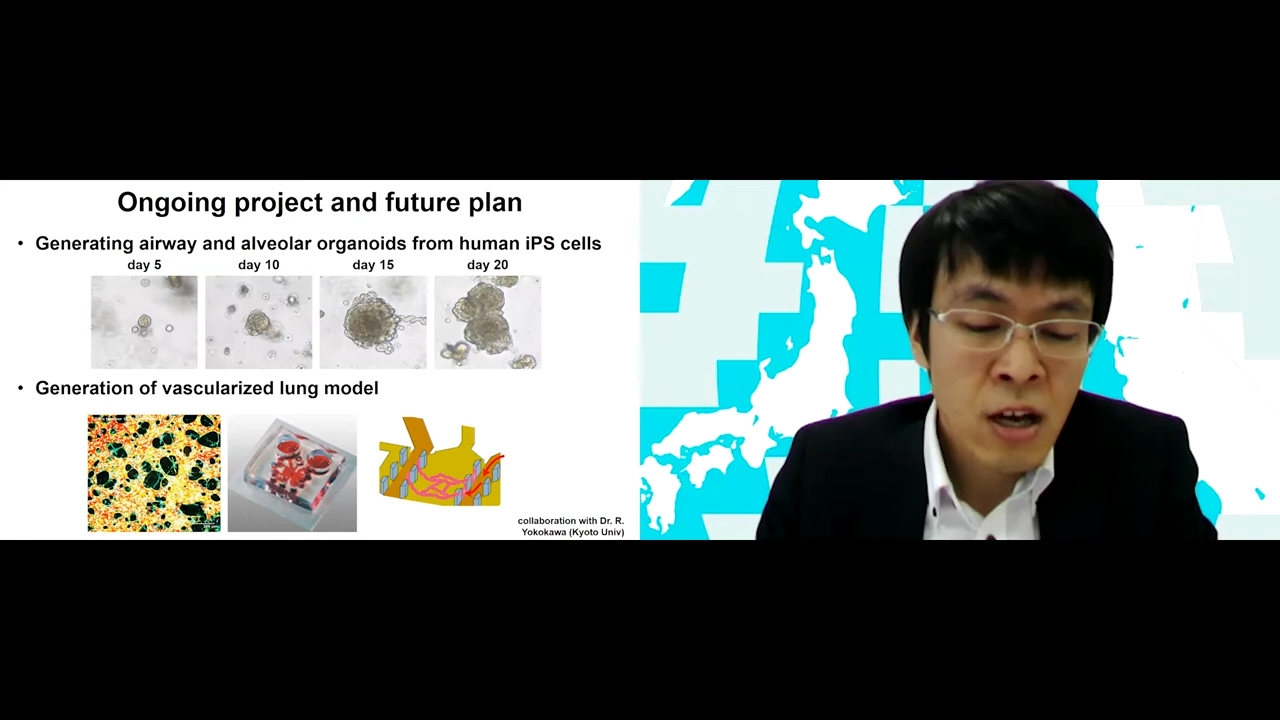 Ongoing project and future plan
• Generating airway and alveolar organoids from human iPS cells
day 5 day 10 day 15 day 20
• Generation of vascularized lung model
collaboration with Dr. R.
Yokokawa (Kyoto Univ)